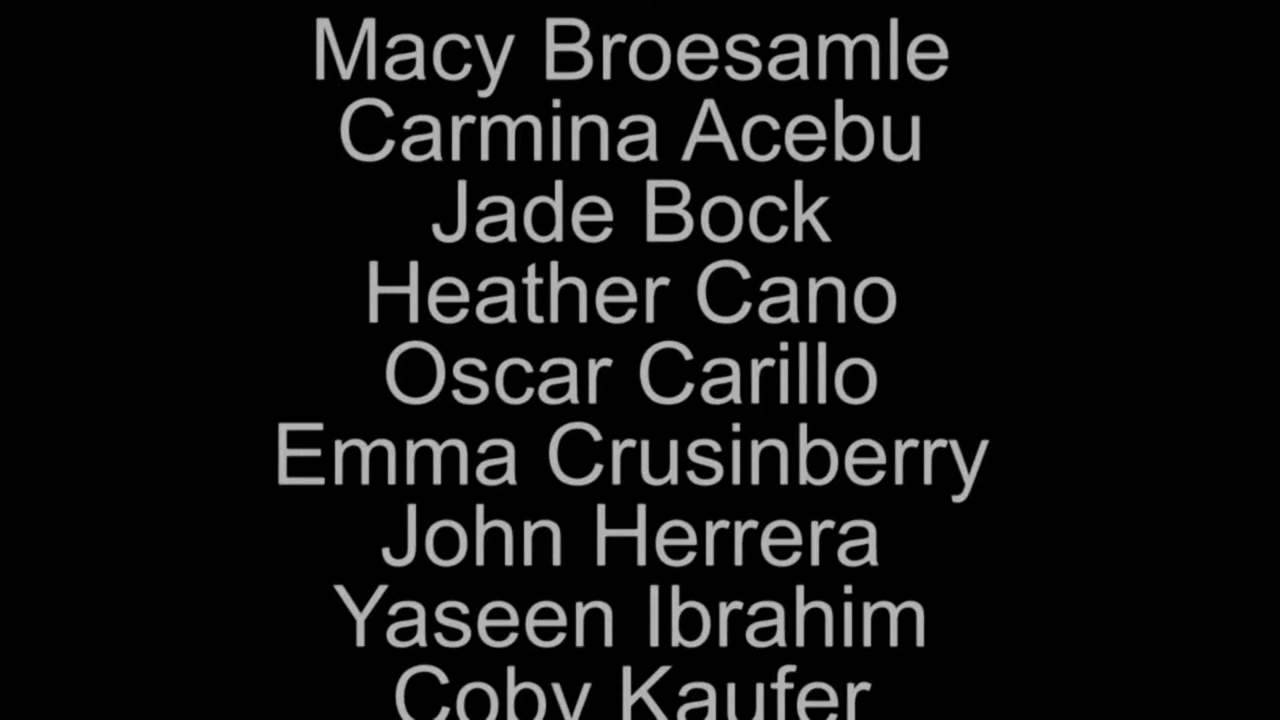 Macy Broesamle
Carmina Acebu
Jade Bock
Heather Cano
Oscar Carillo
Emma Crusinberry
John Herrera
Yaseen Ibrahim
Coby Kaufer